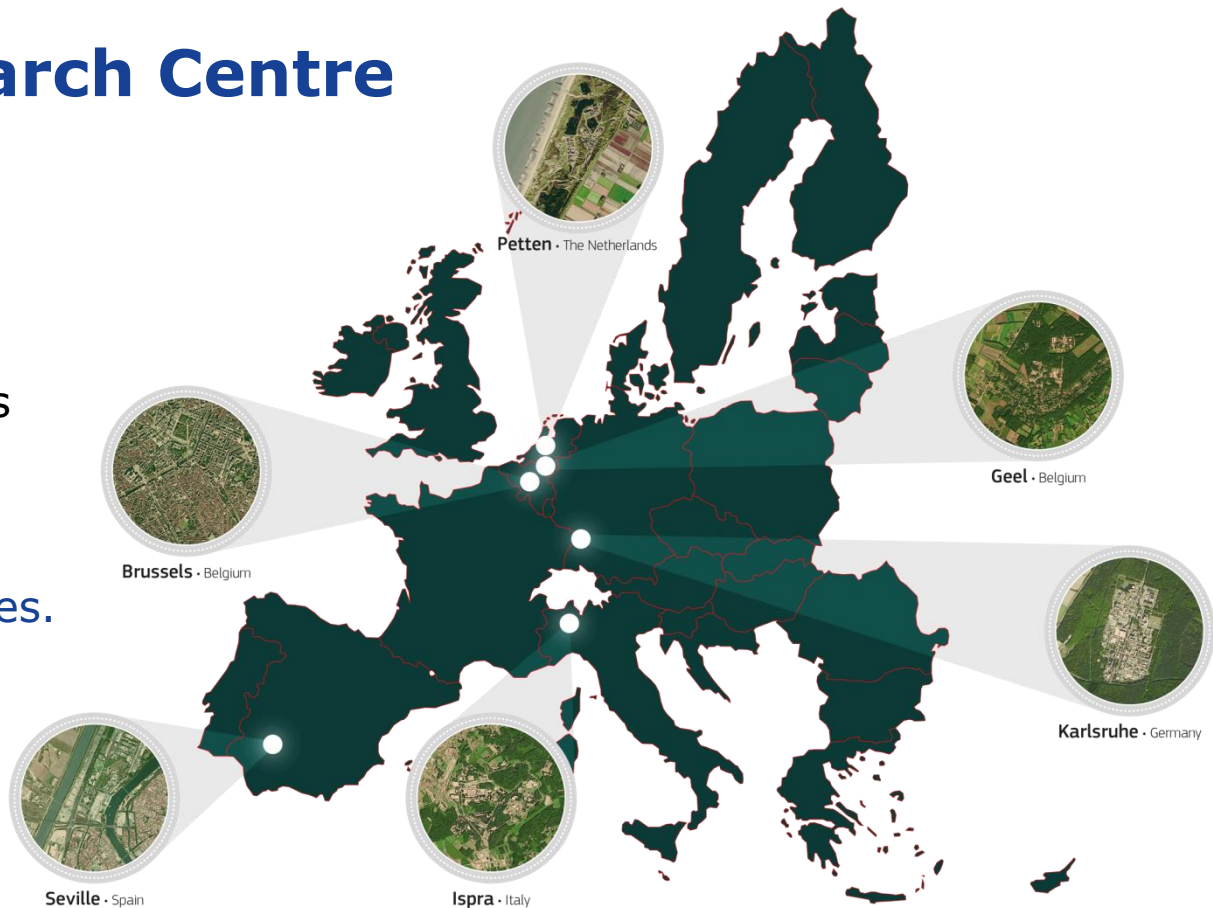 arch Centre
Petten · The Netherlands
s
Geel · Belgium
Brussels · Belgium
es.
Karlsruhe · Germany
Seville · Spain
Ispra · Italy